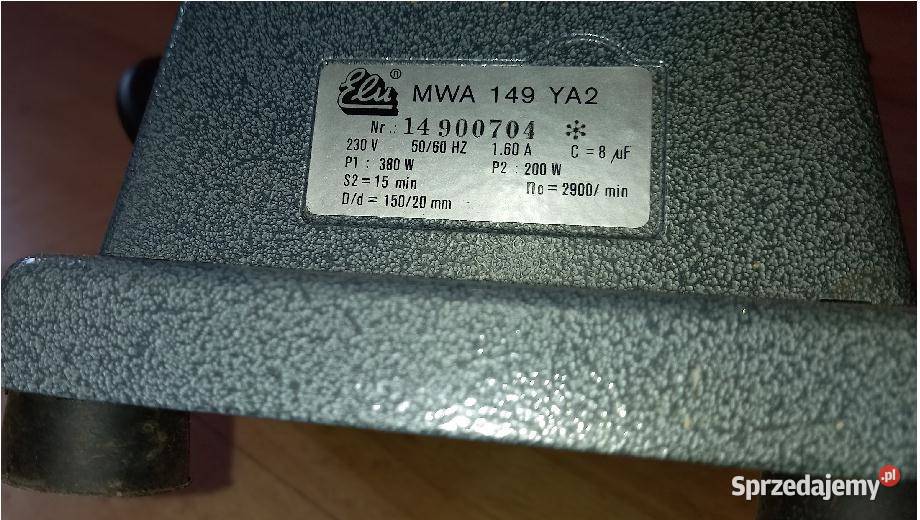 Elu® MWA 149 YA2
Nr.: 14 900704 *
230 V 50/60 HZ 1.60 A C = 8 µF
P1 : 380 W P2 : 200 W
S2 = 15 min no = 2900/ min
D/d = 150/20 mm
Sprzedajemy.pl